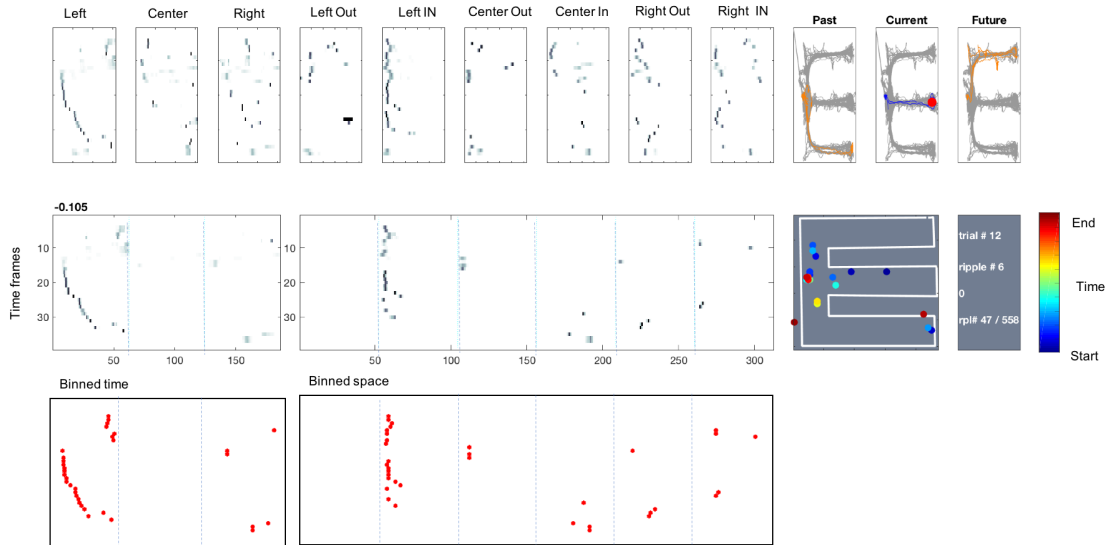 Left Center Right Left Out Left IN Center Out Center In Right Out Right IN
Past Current Future
-0.105
Time frames
10
20
30
0 50 100 150
10
20
30
0 50 100 150 200 250 300
trial # 12
ripple # 6
0
rpl# 47 / 558
End
Time
Start
Binned time
Binned space